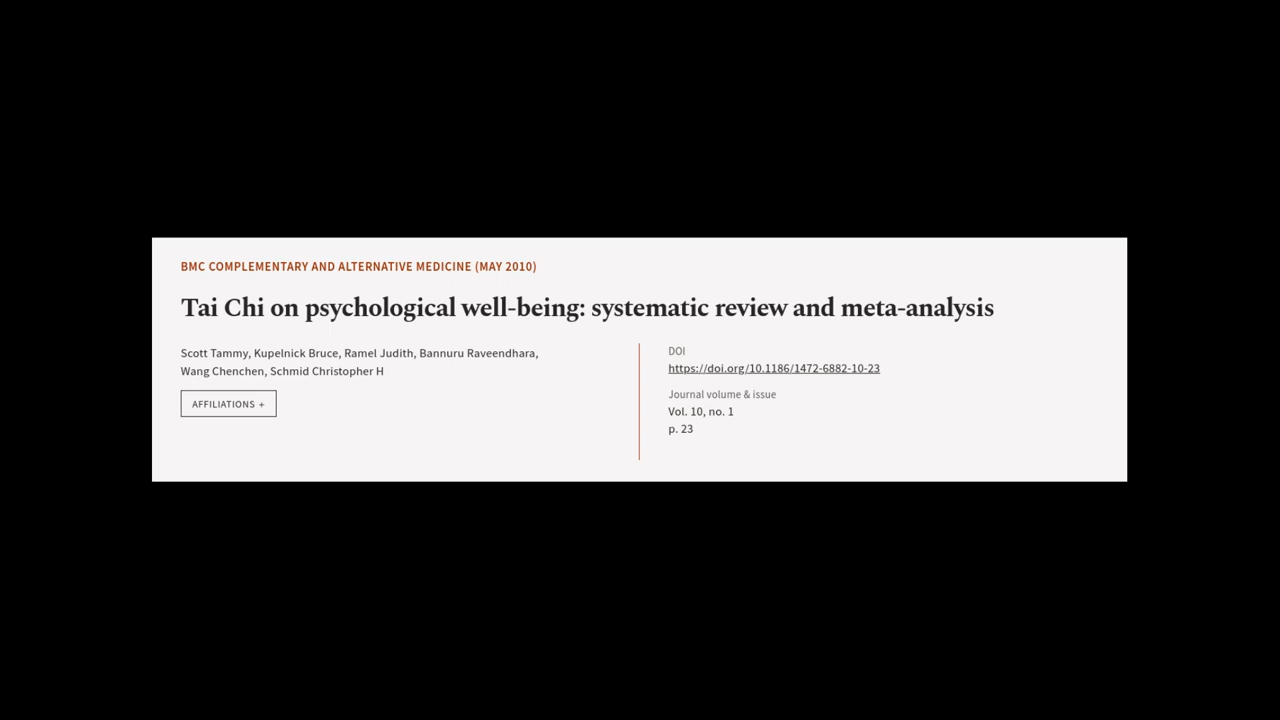 BMC COMPLEMENTARY AND ALTERNATIVE MEDICINE (MAY 2010)
Tai Chi on psychological well-being: systematic review and meta-analysis
Scott Tammy, Kupelnick Bruce, Ramel Judith, Bannuru Raveendhara,
Wang Chenchen, Schmid Christopher H
AFFILIATIONS +
DOI
https://doi.org/10.1186/1472-6882-10-23
Journal volume & issue
Vol. 10, no. 1
p. 23